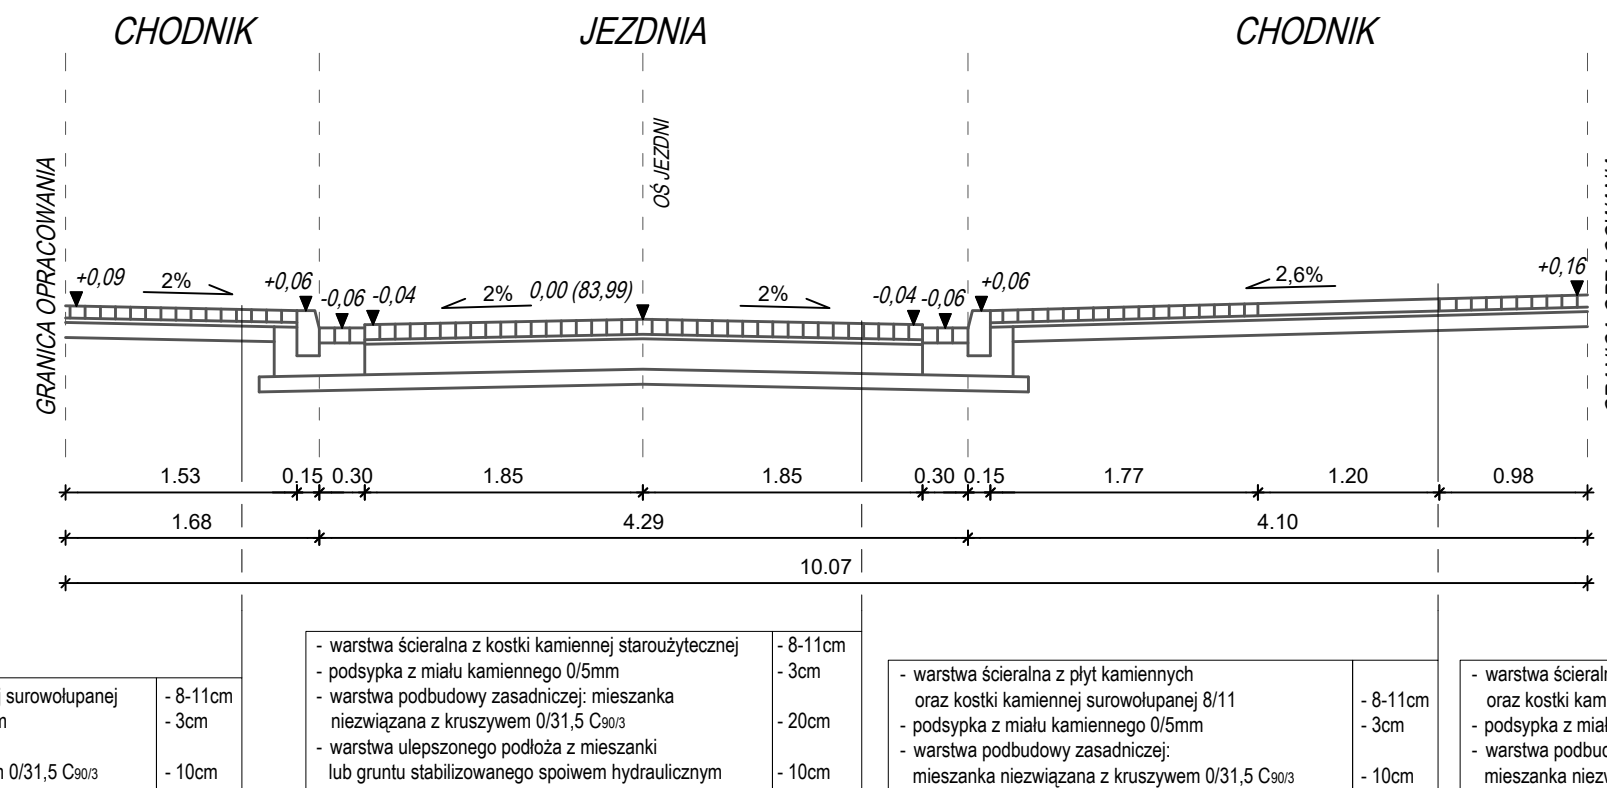 CHODNIK JEZDNIA CHODNIK
GRANICA OPRACOWANIA
OŚ JEZDNI
+0,09 2% +0,06 -0,06 -0,04 2% 0,00 (83,99) 2% -0,04 -0,06 +0,06 2,6% +0,16
1.53 0.15 0.30 1.85 1.85 0.30 0.15 1.77 1.20 0.98
1.68 4.29 4.10
10.07
surowołupanej - 8-11cm
- 3cm
0/31,5 C90/3 - 10cm
- warstwa ścieralna z kostki kamiennej staroużytecznej - 8-11cm
- podsypka z miału kamiennego 0/5mm - 3cm
- warstwa podbudowy zasadniczej: mieszanka
niezwiązana z kruszywem 0/31,5 C90/3 - 20cm
- warstwa ulepszonego podłoża z mieszanki
lub gruntu stabilizowanego spoiwem hydraulicznym - 10cm
- warstwa ścieralna z płyt kamiennych
oraz kostki kamiennej surowołupanej 8/11 - 8-11cm
- podsypka z miału kamiennego 0/5mm - 3cm
- warstwa podbudowy zasadniczej:
mieszanka niezwiązana z kruszywem 0/31,5 C90/3 - 10cm
- warstwa
oraz kostki
- podsypka z
- warstwa
mieszanka